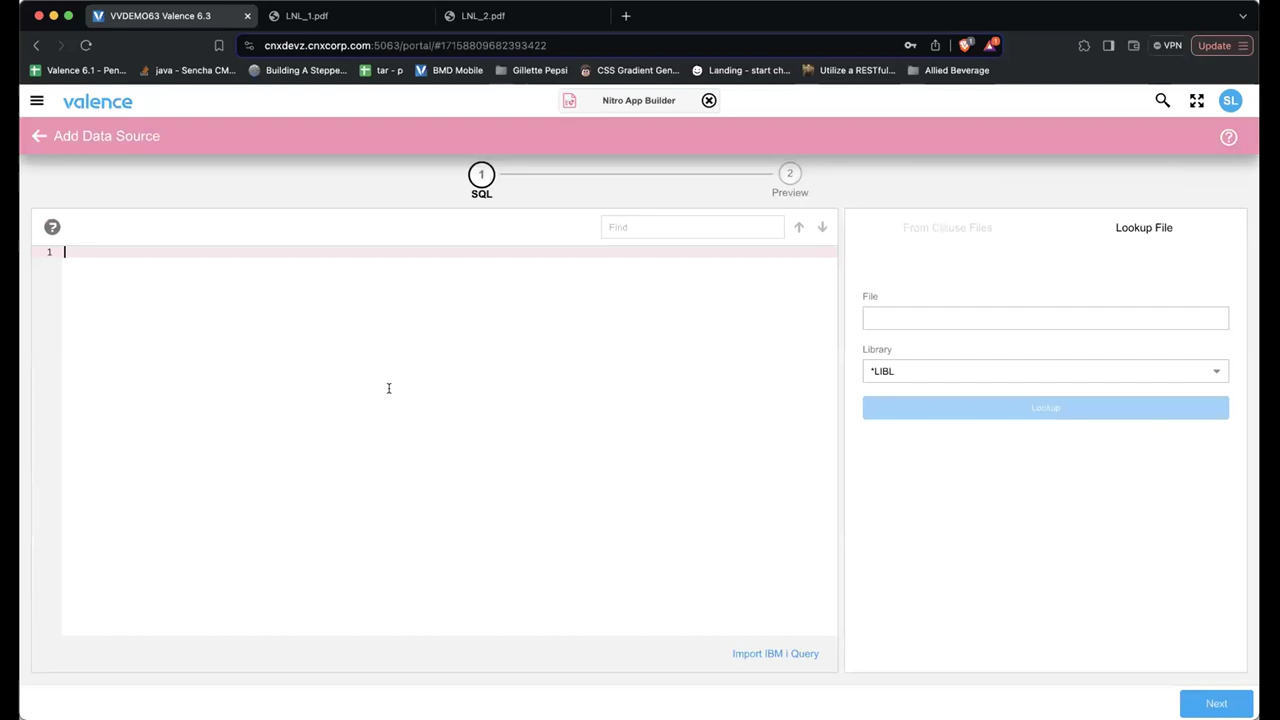 VVDEMO63 Valence 6.3
LNL_1.pdf
LNL_2.pdf
cnxdevz.cnxcorp.com:5063/portal/#17158809682393422
1
1
VPN
Update
Valence 6.1 - Pen...
java - Sencha CM...
Building A Steppe...
tar - p
BMD Mobile
Gillette Pepsi
CSS Gradient Gen...
Landing - start ch...
Utilize a RESTful...
Allied Beverage
valence
Nitro App Builder
SL
Add Data Source
?
1
SQL
2
Preview
?
Find
From Clause Files
Lookup File
1
File
Library
*LIBL
Lookup
Import IBM i Query
Next